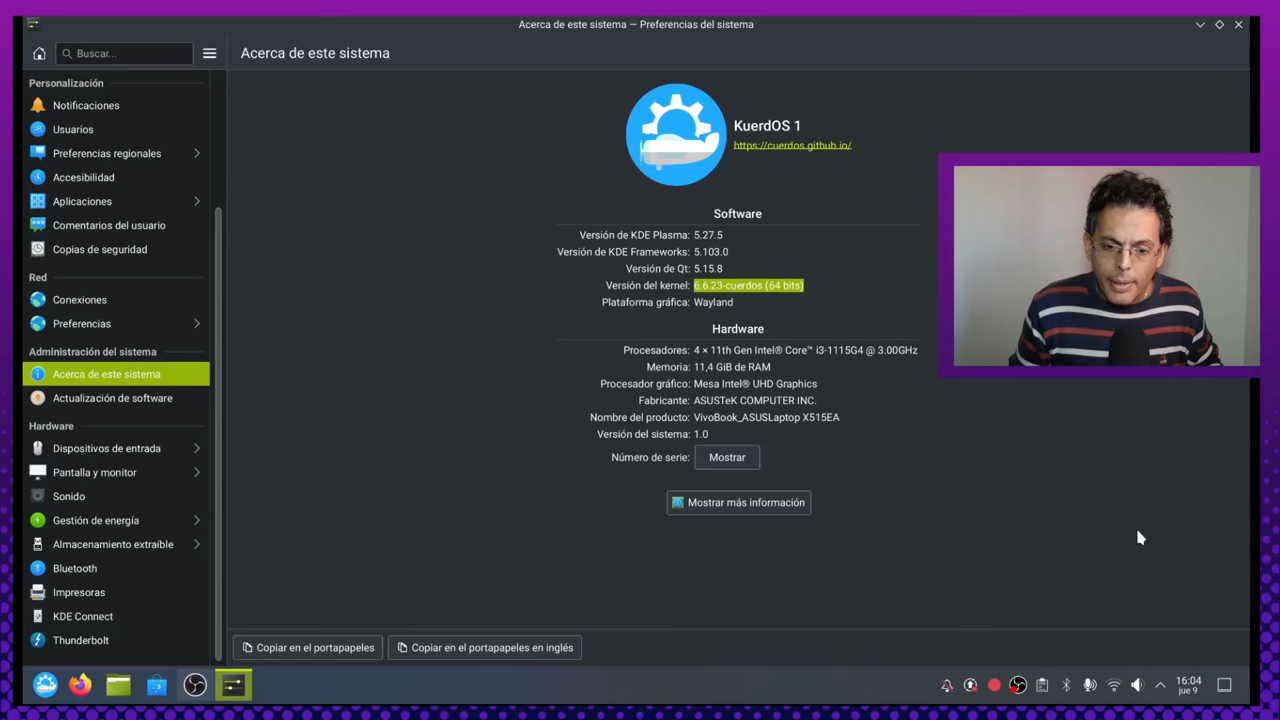 Acerca de este sistema — Preferencias del sistema
Buscar...
Acerca de este sistema
Personalización
Notificaciones
Usuarios
Preferencias regionales
Accesibilidad
Aplicaciones
Comentarios del usuario
Copias de seguridad
Red
Conexiones
Preferencias
Administración del sistema
Acerca de este sistema
Actualización de software
Hardware
Dispositivos de entrada
Pantalla y monitor
Sonido
Gestión de energía
Almacenamiento extraíble
Bluetooth
Impresoras
KDE Connect
Thunderbolt
KuerdOS 1
https://cuerdos.github.io/
Software
Versión de KDE Plasma: 5.27.5
Versión de KDE Frameworks: 5.103.0
Versión de Qt: 5.15.8
Versión del kernel: 6.6.23-cuerdos (64 bits)
Plataforma gráfica: Wayland
Hardware
Procesadores: 4 × 11th Gen Intel® Core™ i3-1115G4 @ 3.00GHz
Memoria: 11,4 GiB de RAM
Procesador gráfico: Mesa Intel® UHD Graphics
Fabricante: ASUSTeK COMPUTER INC.
Nombre del producto: VivoBook_ASUSLaptop X515EA
Versión del sistema: 1.0
Número de serie: Mostrar
Mostrar más información
Copiar en el portapapeles
Copiar en el portapapeles en inglés
16:04
jue 9